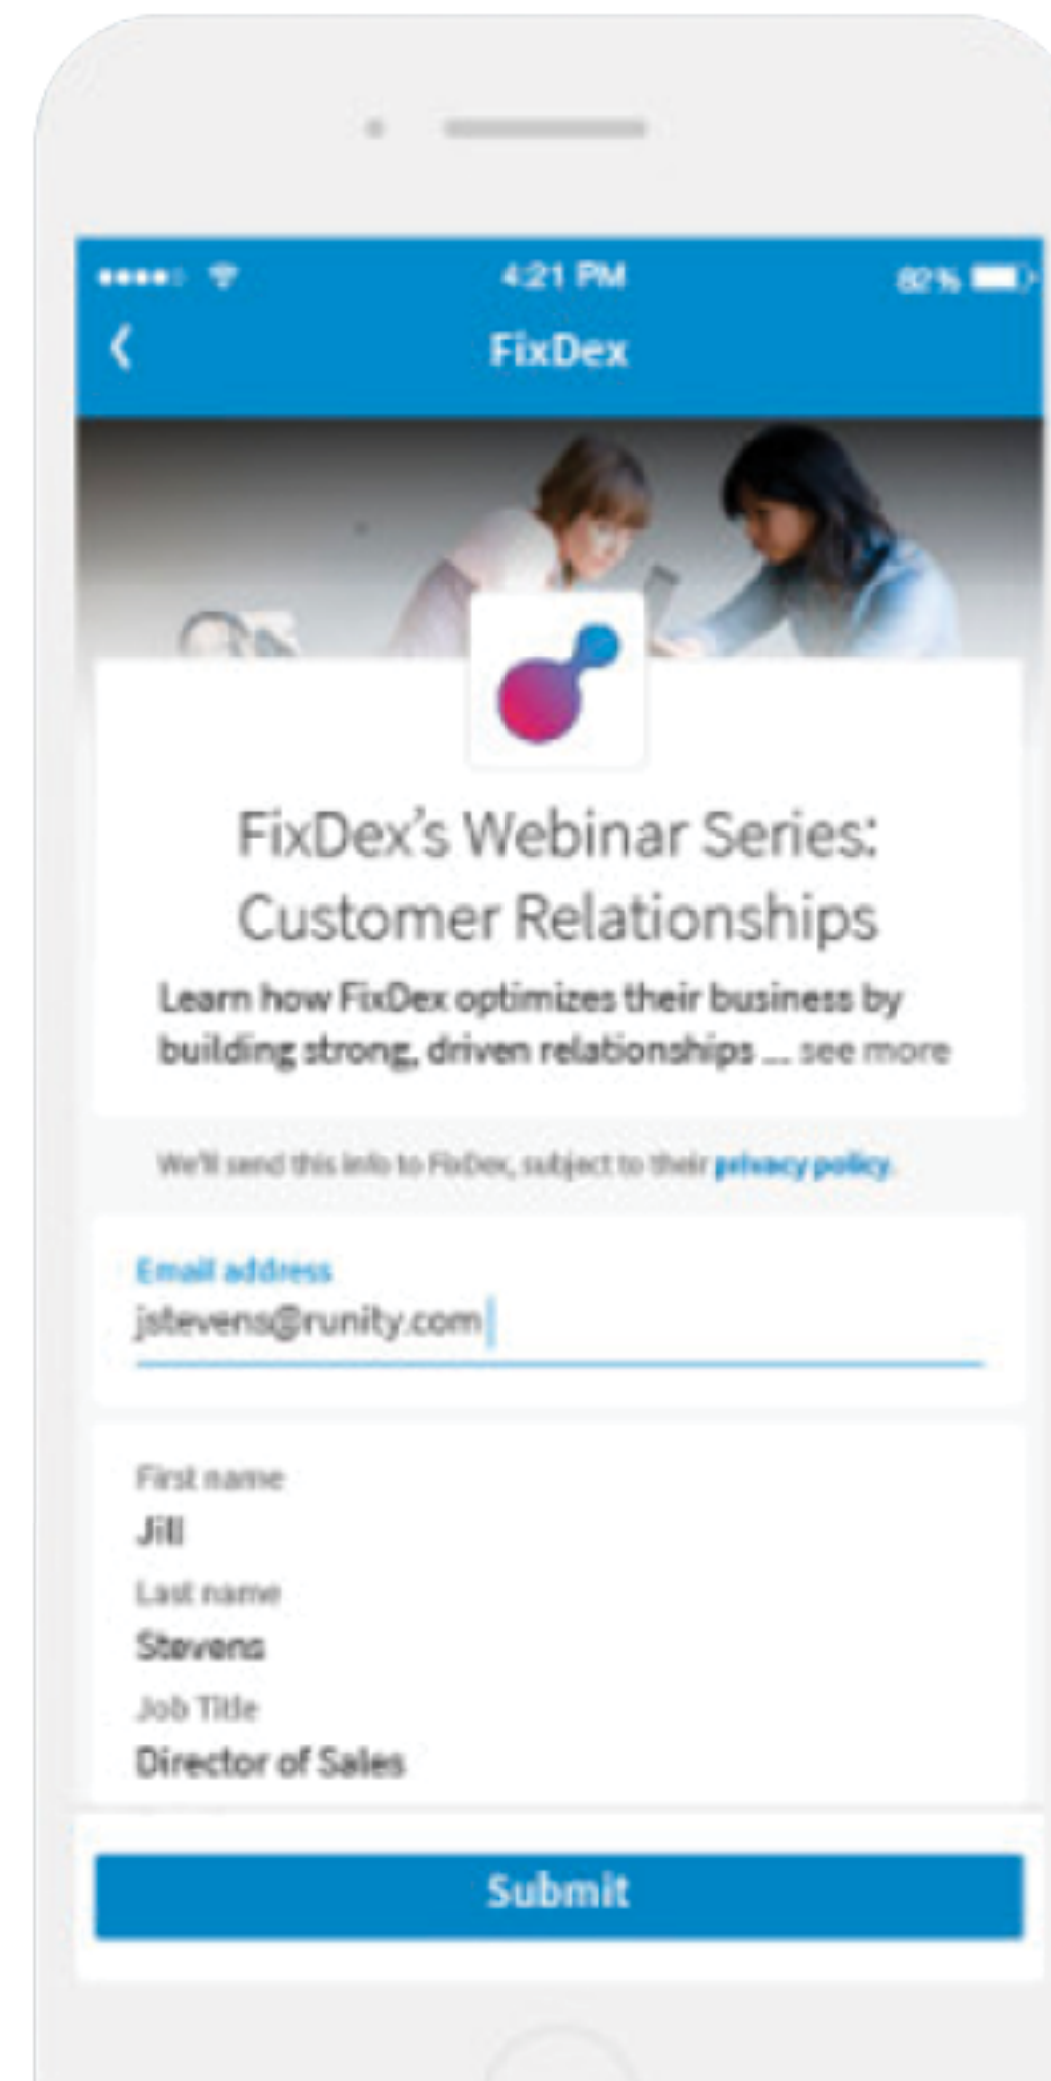 4:21 PM
82%
FixDex
FixDex's Webinar Series:
Customer Relationships
Learn how FixDex optimizes their business by
building strong, driven relationships ... see more
We'll send this info to FixDex, subject to their privacy policy.
Email address
jstevens@runity.com
First name
Jill
Last name
Stevens
Job Title
Director of Sales
Submit